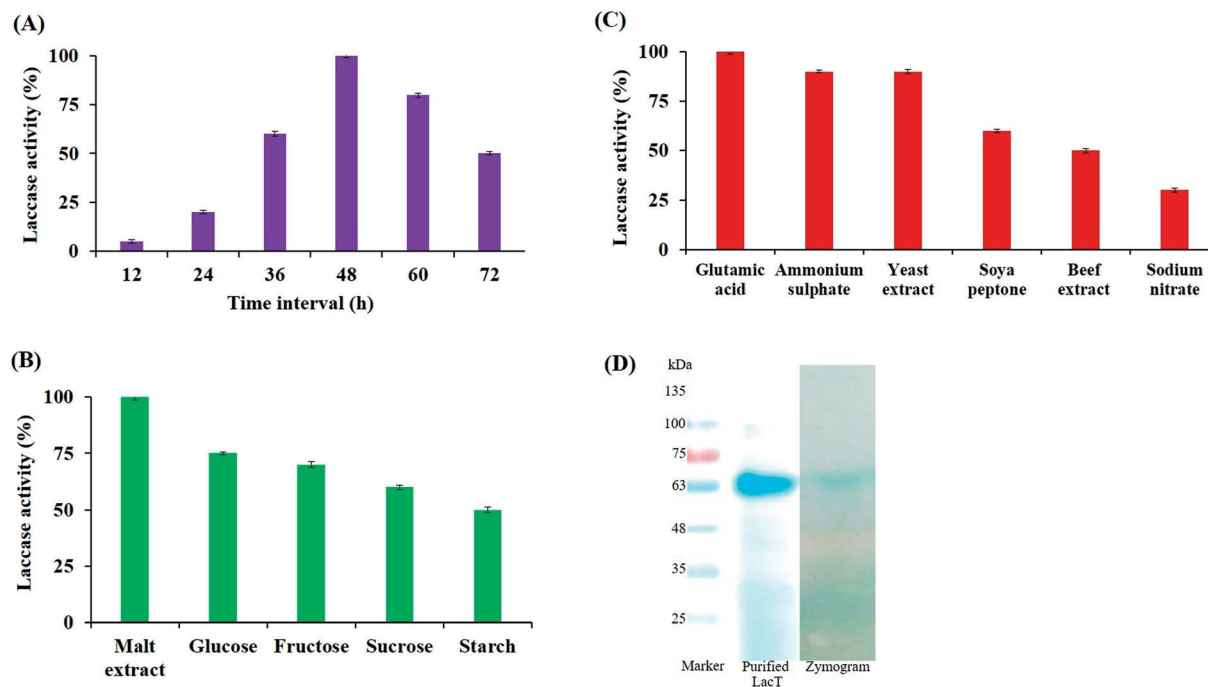 (A)
Laccase activity (%)
100
75
50
25
0
12 24 36 48 60 72
Time interval (h)
(B)
Laccase activity (%)
100
75
50
25
0
Malt Glucose Fructose Sucrose Starch
extract
(C)
Laccase activity (%)
100
75
50
25
0
Glutamic Ammonium Yeast Soya Beef Sodium
acid sulphate extract peptone extract nitrate
(D)
kDa
135
100
75
63
48
35
25
Marker Purified Zymogram
LacT